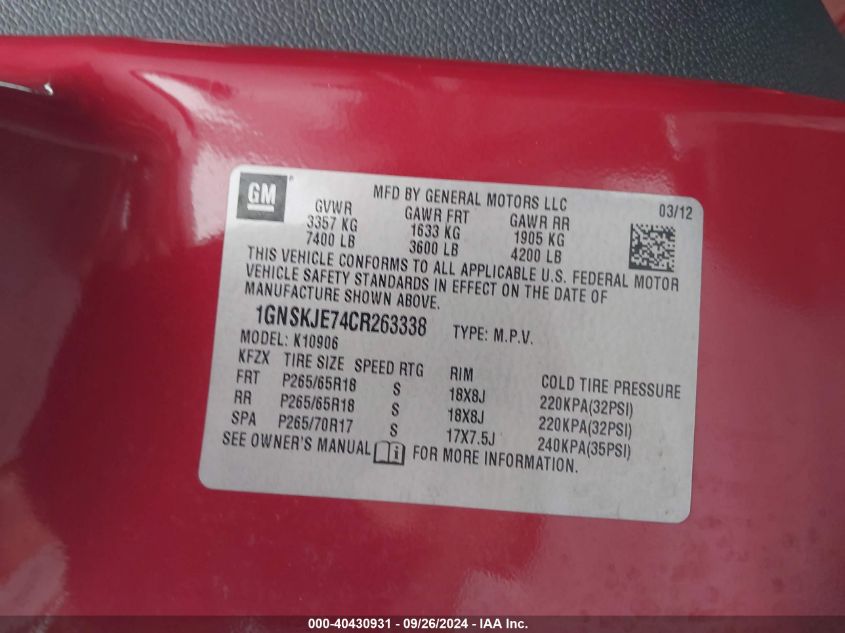 GM
MFD BY GENERAL MOTORS LLC
03/12
GVWR GAWR FRT GAWR RR
3357 KG 1633 KG 1905 KG
7400 LB 3600 LB 4200 LB
THIS VEHICLE CONFORMS TO ALL APPLICABLE U.S. FEDERAL MOTOR
VEHICLE SAFETY STANDARDS IN EFFECT ON THE DATE OF
MANUFACTURE SHOWN ABOVE.
1GNSKJE74CR263338 TYPE: M.P.V.
MODEL: K10906
KFZX TIRE SIZE SPEED RTG RIM COLD TIRE PRESSURE
FRT P265/65R18 S 18X8J 220KPA(32PSI)
RR P265/65R18 S 18X8J 220KPA(32PSI)
SPA P265/70R17 S 17X7.5J 240KPA(35PSI)
SEE OWNER'S MANUAL i FOR MORE INFORMATION.
000-40430931 - 09/26/2024 - IAA Inc.